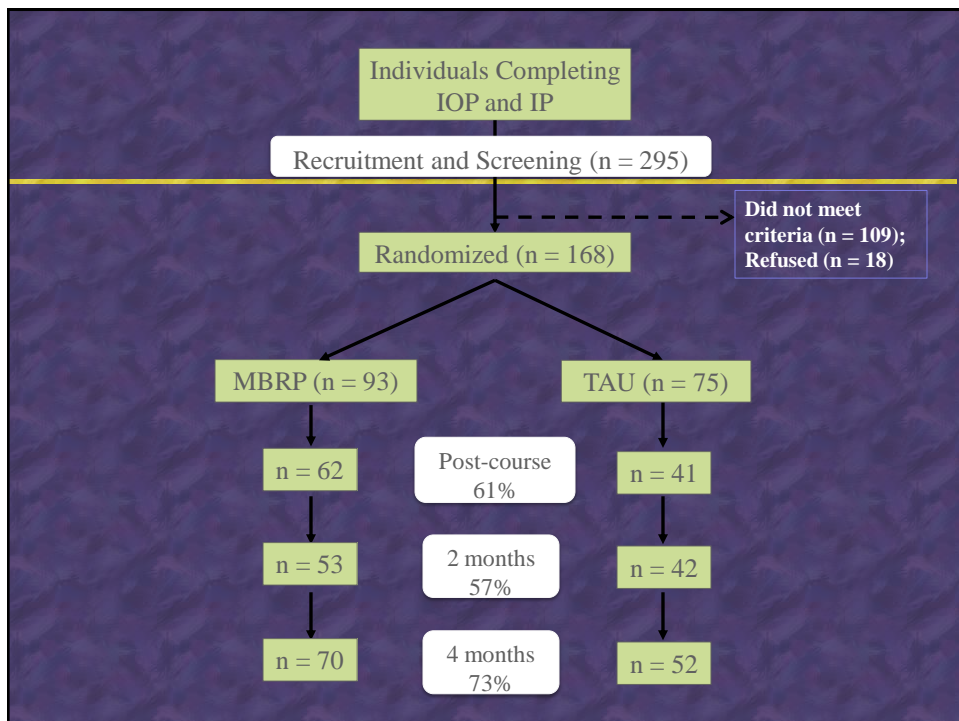 Individuals Completing
IOP and IP
Recruitment and Screening (n = 295)
Did not meet
criteria (n = 109);
Refused (n = 18)
Randomized (n = 168)
MBRP (n = 93)
TAU (n = 75)
n = 62
Post-course
61%
n = 41
n = 53
2 months
57%
n = 42
n = 70
4 months
73%
n = 52